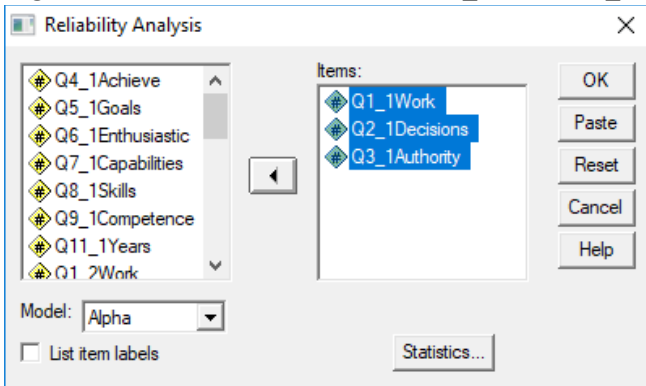 Reliability Analysis
Q4_1Achieve
Q5_1Goals
Q6_1Enthusiastic
Q7_1Capabilities
Q8_1Skills
Q9_1Competence
Q11_1Years
Q1_2Work
Items:
Q1_1Work
Q2_1Decisions
Q3_1Authority
OK
Paste
Reset
Cancel
Help
Model: Alpha
List item labels
Statistics...